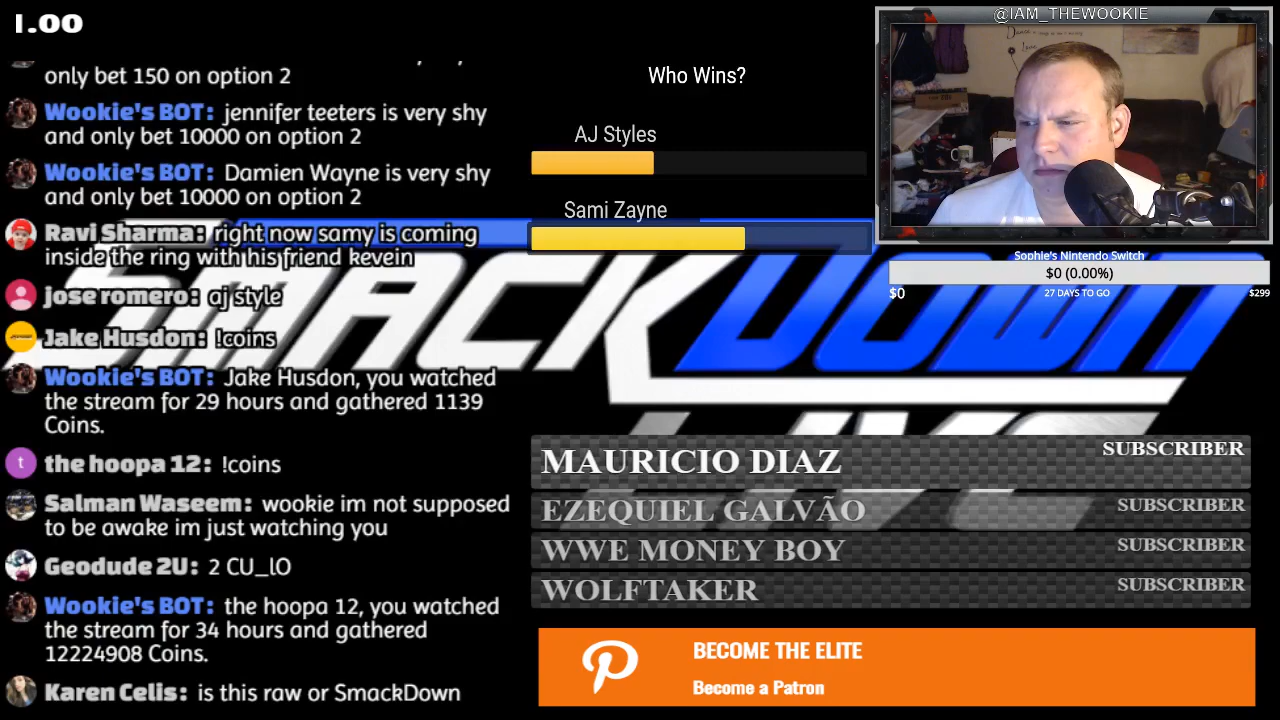 1.00
only bet 150 on option 2
Wookie's BOT: jennifer teeters is very shy
and only bet 10000 on option 2
Wookie's BOT: Damien Wayne is very shy
and only bet 10000 on option 2
Ravi Sharma: right now samy is coming
inside the ring with his friend kevein
jose romero: aj style
Jake Husdon: !coins
Wookie's BOT: Jake Husdon, you watched
the stream for 29 hours and gathered 1139
Coins.
the hoopa 12: !coins
Salman Waseem: wookie im not supposed
to be awake im just watching you
Geodude 2U: 2 CU_lO
Wookie's BOT: the hoopa 12, you watched
the stream for 34 hours and gathered
12224908 Coins.
Karen Celis: is this raw or SmackDown
Who Wins?
AJ Styles
Sami Zayne
@IAM_THEWOOKIE
Sophie's Nintendo Switch
$0 (0.00%)
$0 27 DAYS TO GO $299
SMACKDOWN
LIVE
MAURICIO DIAZ SUBSCRIBER
EZEQUIEL GALVÃO SUBSCRIBER
WWE MONEY BOY SUBSCRIBER
WOLFTAKER SUBSCRIBER
BECOME THE ELITE
Become a Patron